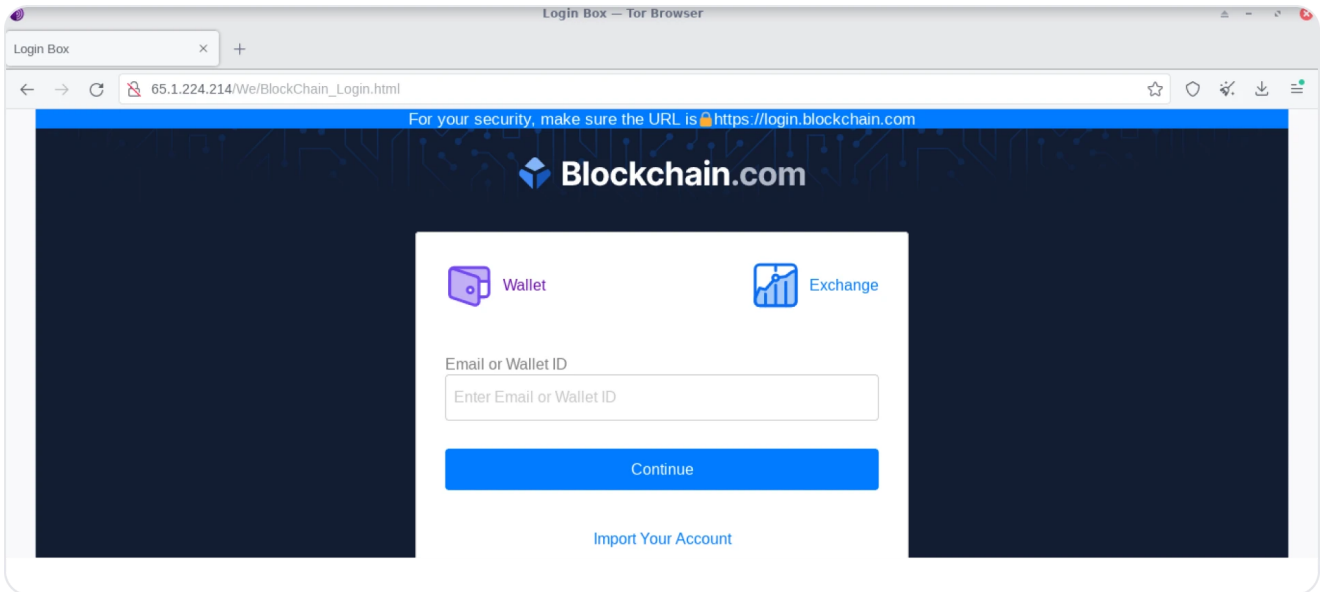 Login Box — Tor Browser
Login Box
65.1.224.214/We/BlockChain_Login.html
For your security, make sure the URL is🔒https://login.blockchain.com
Blockchain.com
Wallet Exchange
Email or Wallet ID
Enter Email or Wallet ID
Continue
Import Your Account